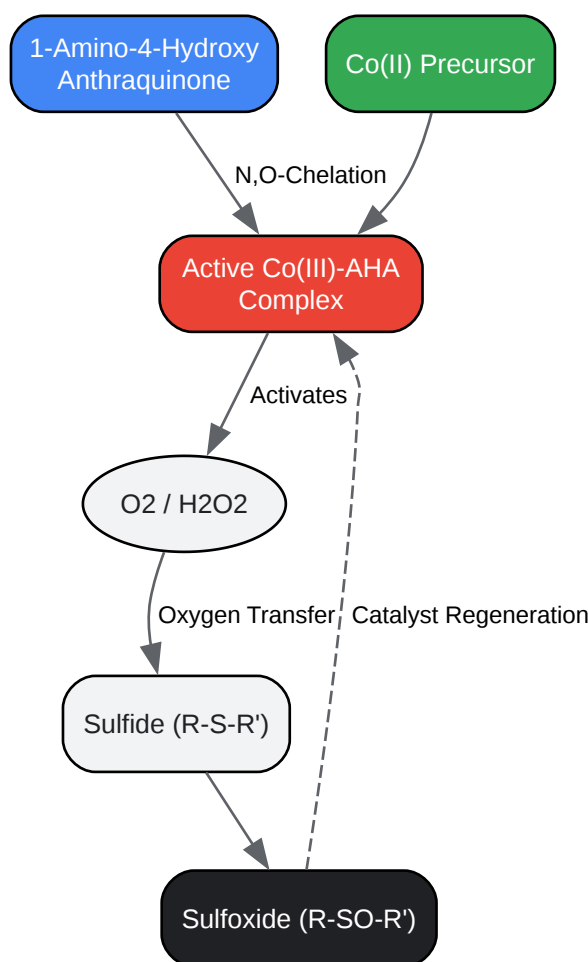 1-Amino-4-Hydroxy
Anthraquinone
Co(II) Precursor
N,O-Chelation
Active Co(III)-AHA
Complex
Activates
O2 / H2O2
Oxygen Transfer
Catalyst Regeneration
Sulfide (R-S-R')
Sulfoxide (R-SO-R')